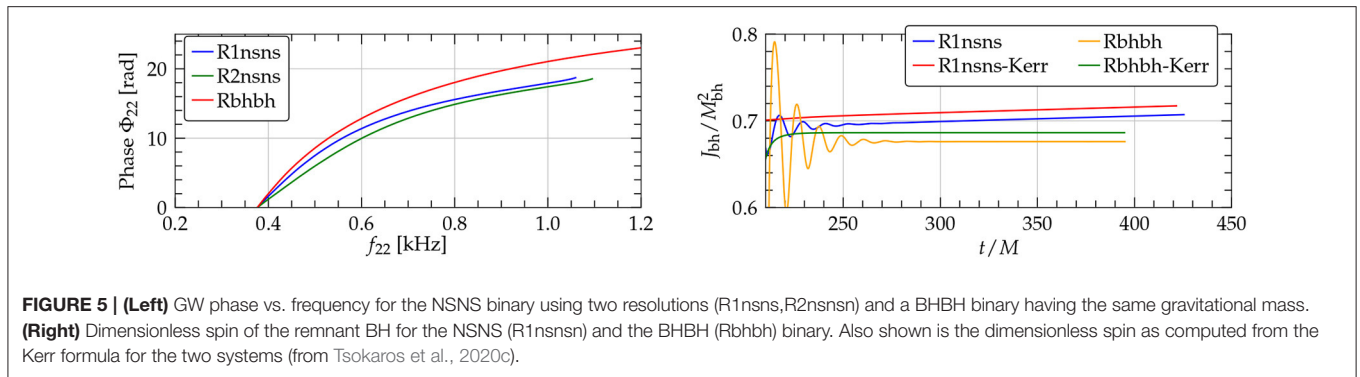 R1nsns
R2nsns
Rbhbh
Phase Φ22 [rad]
20
10
0
0.2 0.4 0.6 0.8 1.0 1.2
f22 [kHz]
R1nsns Rbhbh
R1nsns-Kerr Rbhbh-Kerr
Jbh/M²bh
0.8
0.7
0.6
250 300 350 400 450
t/M
FIGURE 5 | (Left) GW phase vs. frequency for the NSNS binary using two resolutions (R1nsns,R2nsnsn) and a BHBH binary having the same gravitational mass.
(Right) Dimensionless spin of the remnant BH for the NSNS (R1nsnsn) and the BHBH (Rbhbh) binary. Also shown is the dimensionless spin as computed from the
Kerr formula for the two systems (from Tsokaros et al., 2020c).